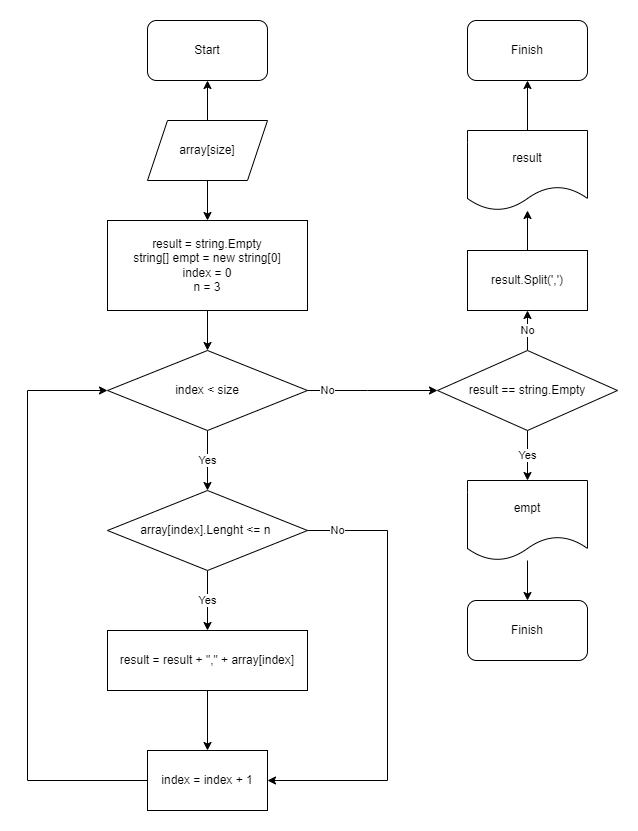 Start
array[size]
result = string.Empty
string[] empt = new string[0]
index = 0
n = 3
index < size
No
Yes
array[index].Lenght <= n
No
Yes
result = result + "," + array[index]
index = index + 1
Finish
result
result.Split(',')
No
result == string.Empty
Yes
empt
Finish